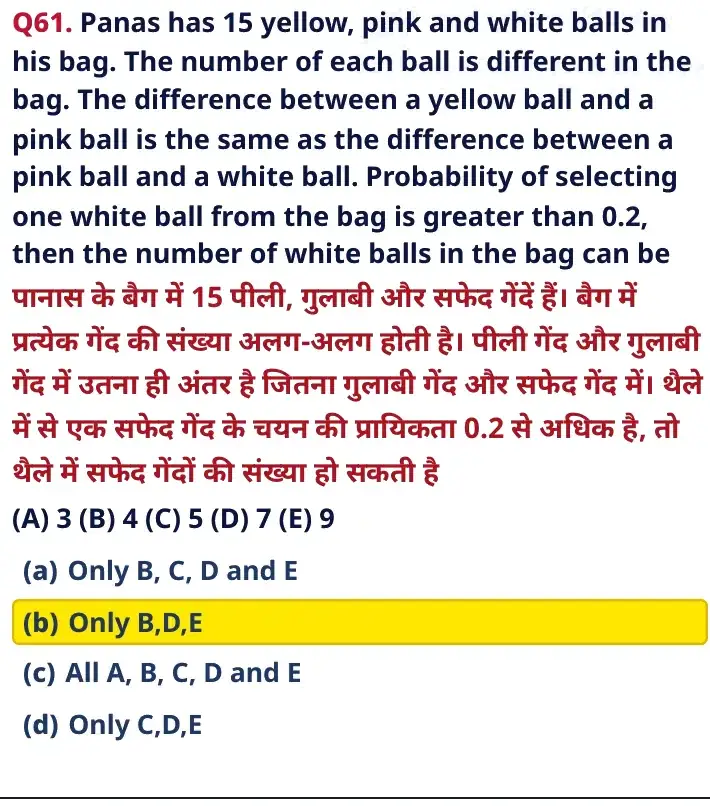 Q61. Panas has 15 yellow, pink and white balls in
his bag. The number of each ball is different in the
bag. The difference between a yellow ball and a
pink ball is the same as the difference between a
pink ball and a white ball. Probability of selecting
one white ball from the bag is greater than 0.2,
then the number of white balls in the bag can be
पानास के बैग में 15 पीली, गुलाबी और सफेद गेंदें हैं। बैग में
प्रत्येक गेंद की संख्या अलग-अलग होती है। पीली गेंद और गुलाबी
गेंद में उतना ही अंतर है जितना गुलाबी गेंद और सफेद गेंद में। थैले
में से एक सफेद गेंद के चयन की प्रायिकता 0.2 से अधिक है, तो
थैले में सफेद गेंदों की संख्या हो सकती है
(A) 3 (B) 4 (C) 5 (D) 7 (E) 9
(a) Only B, C, D and E
(b) Only B,D,E
(c) All A, B, C, D and E
(d) Only C,D,E